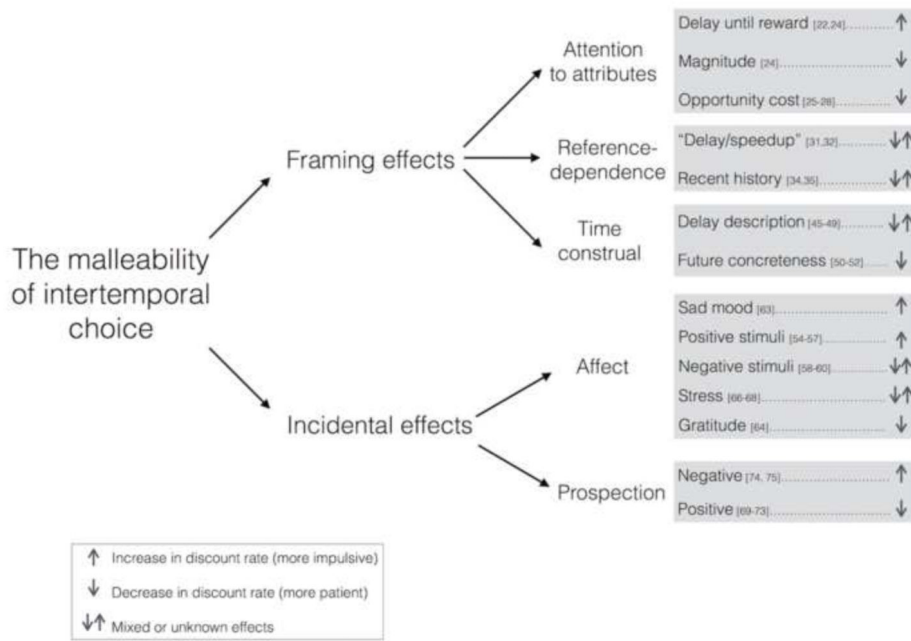 The malleability
of intertemporal
choice
Framing effects
Attention
to attributes
Delay until reward [22,24] ↑
Magnitude [24] ↓
Opportunity cost [25-28] ↓
Reference-
dependence
“Delay/speedup” [31,32] ↓↑
Recent history [34,35] ↓↑
Time
construal
Delay description [45-49] ↓↑
Future concreteness [50-52] ↓
Incidental effects
Affect
Sad mood [63] ↑
Positive stimuli [54-57] ↑
Negative stimuli [58-60] ↓↑
Stress [66-68] ↓↑
Gratitude [64] ↓
Prospection
Negative [74, 75] ↑
Positive [69-73] ↓
↑ Increase in discount rate (more impulsive)
↓ Decrease in discount rate (more patient)
↓↑ Mixed or unknown effects